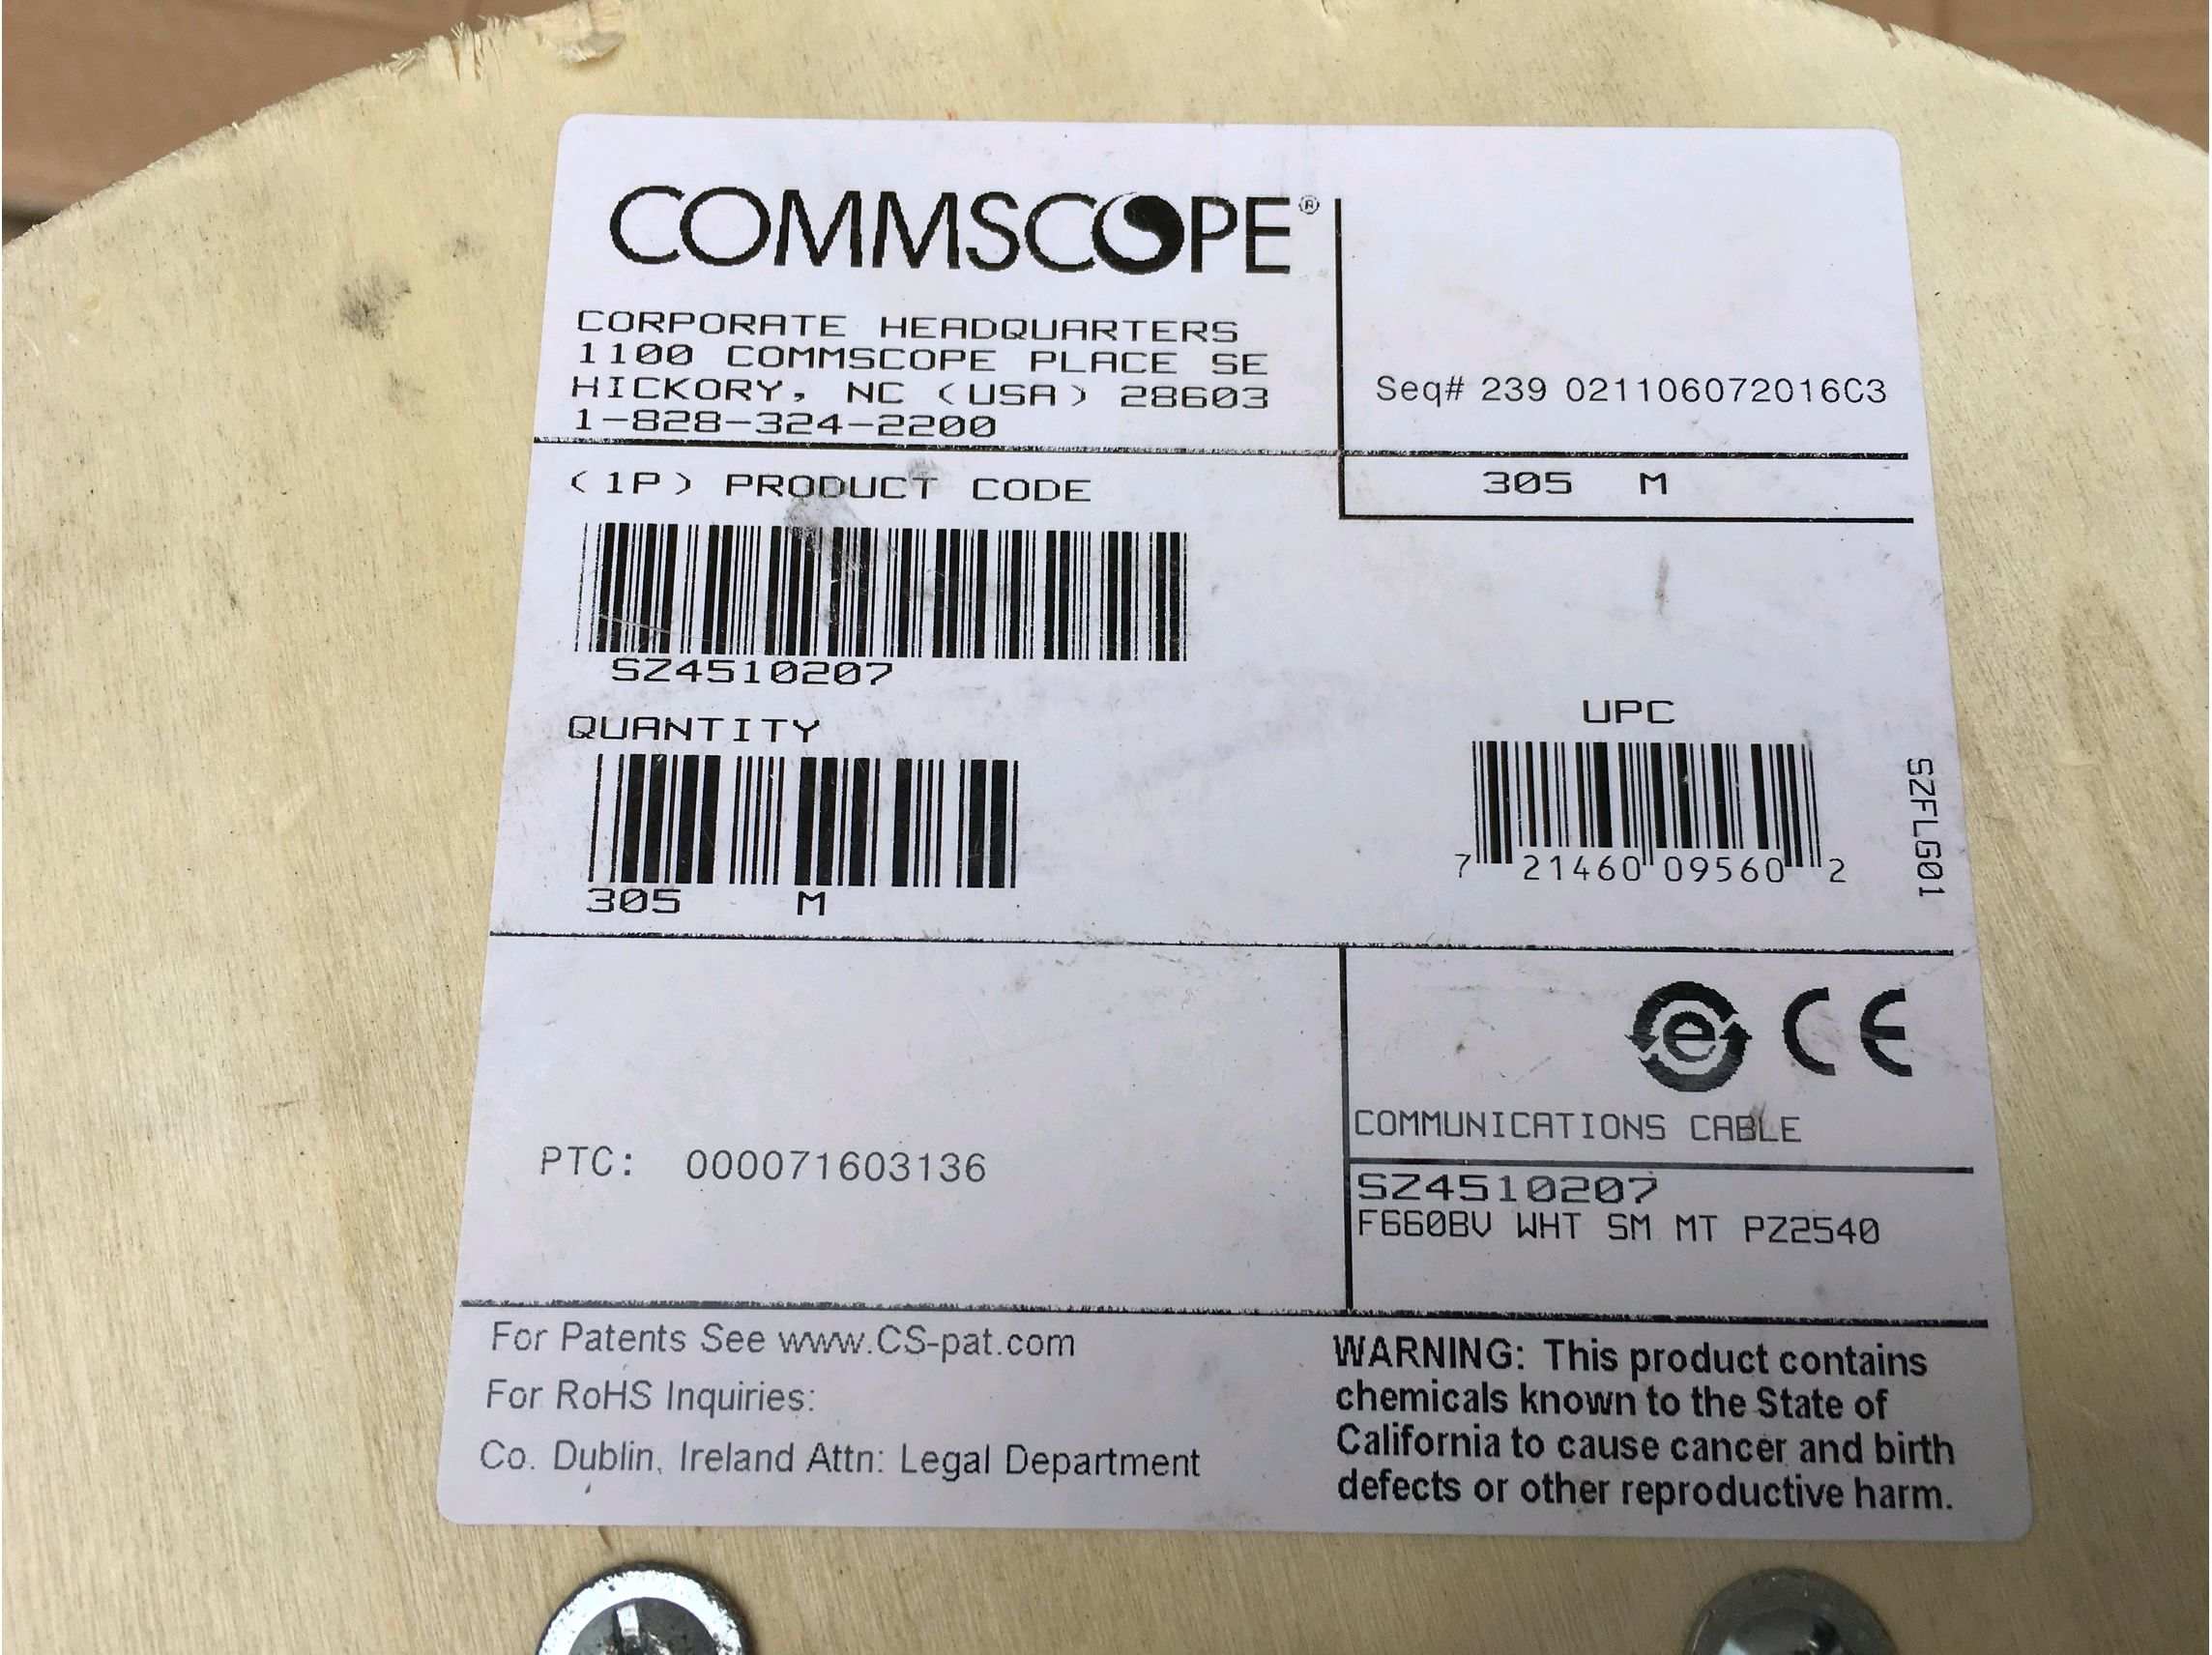 COMMSCOPE®
CORPORATE HEADQUARTERS
1100 COMMSCOPE PLACE SE
HICKORY, NC (USA) 28603
1-828-324-2200
Seq# 239 021106072016C3
305 M
(1P) PRODUCT CODE
SZ4510207
QUANTITY
305 M
UPC
7 21460 09560 2
SZFLG01
e CE
COMMUNICATIONS CABLE
PTC: 000071603136
SZ4510207
F660BV WHT SM MT PZ2540
For Patents See www.CS-pat.com
For RoHS Inquiries:
Co. Dublin, Ireland Attn: Legal Department
WARNING: This product contains
chemicals known to the State of
California to cause cancer and birth
defects or other reproductive harm.